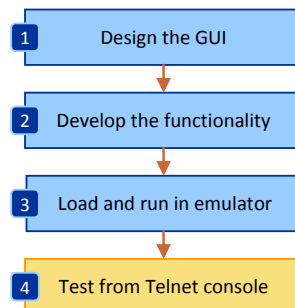 1
Design the GUI
2
Develop the functionality
3
Load and run in emulator
4
Test from Telnet console